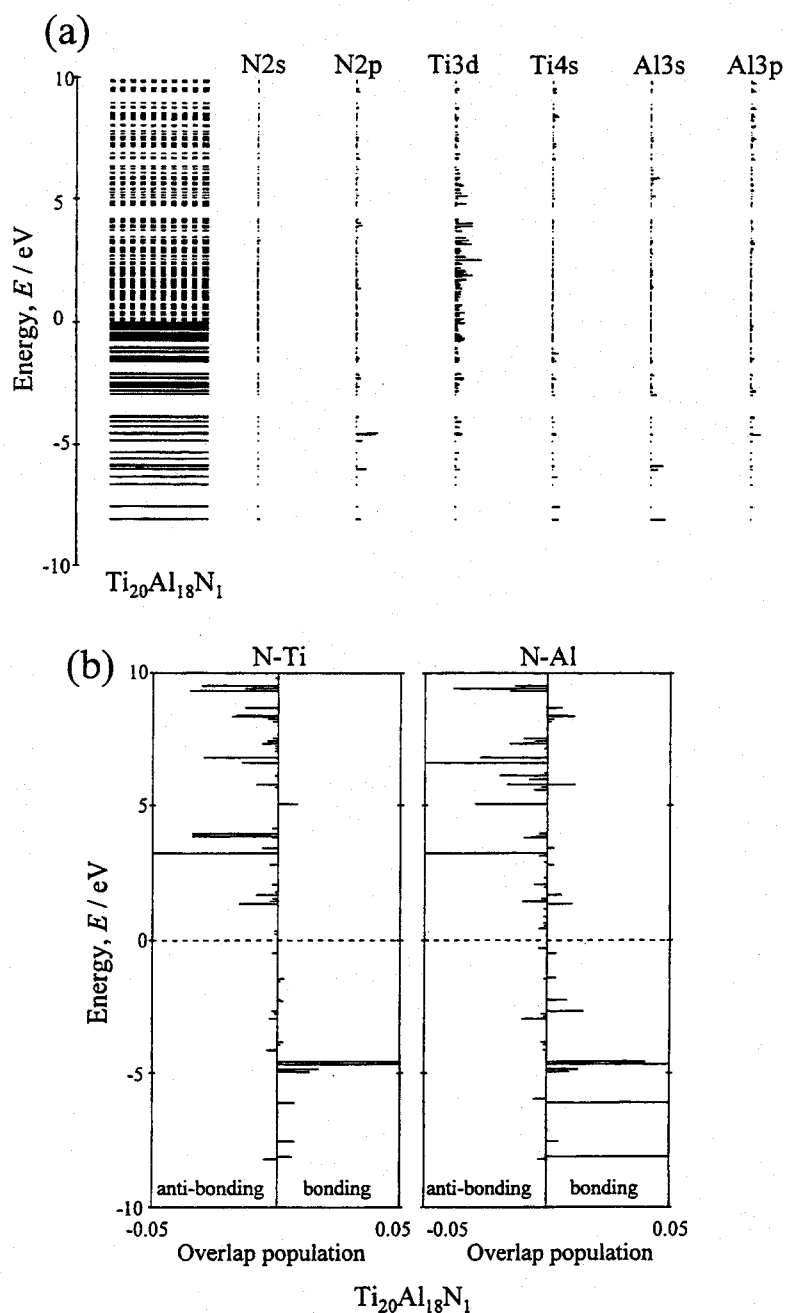 (a)
N2s N2p Ti3d Ti4s Al3s Al3p
10
5
0
-5
-10
Energy, E / eV
Ti₂₀Al₁₈N₁
(b)
N-Ti N-Al
10
5
0
-5
-10
Energy, E / eV
anti-bonding bonding anti-bonding bonding
-0.05 0.05 -0.05 0.05
Overlap population Overlap population
Ti₂₀Al₁₈N₁